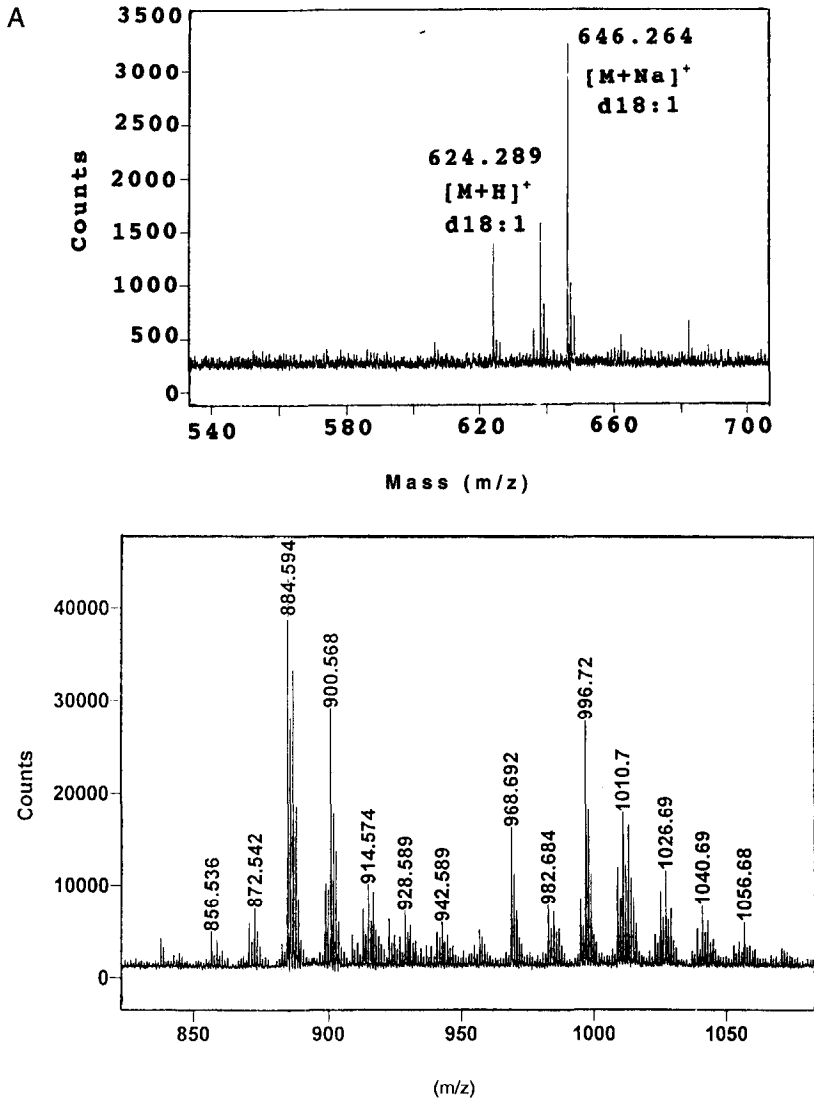 A
3500
3000
2500
2000
1500
1000
500
0
Counts
646.264
[M+Na]+
d18:1
624.289
[M+H]+
d18:1
540 580 620 660 700
Mass (m/z)
40000
30000
20000
10000
0
Counts
856.536
872.542
884.594
900.568
914.574
928.589
942.589
968.692
982.684
996.72
1010.7
1026.69
1040.69
1056.68
850 900 950 1000 1050
(m/z)